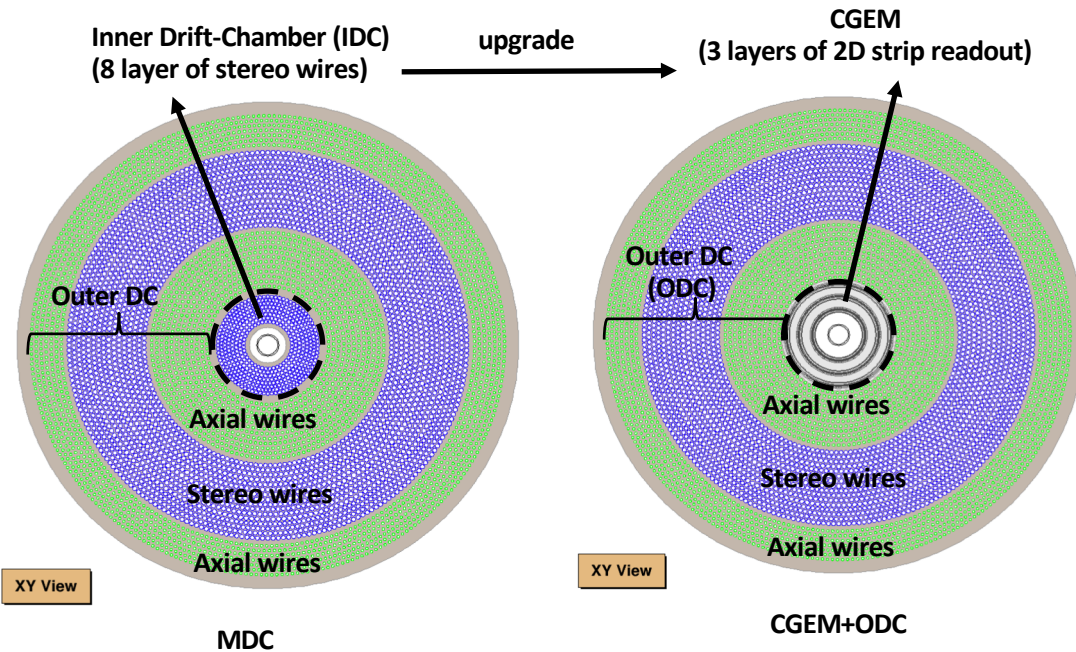 Inner Drift-Chamber (IDC)
(8 layer of stereo wires)
upgrade
CGEM
(3 layers of 2D strip readout)
Outer DC
Axial wires
Stereo wires
Axial wires
XY View
MDC
Outer DC
(ODC)
Axial wires
Stereo wires
Axial wires
XY View
CGEM+ODC